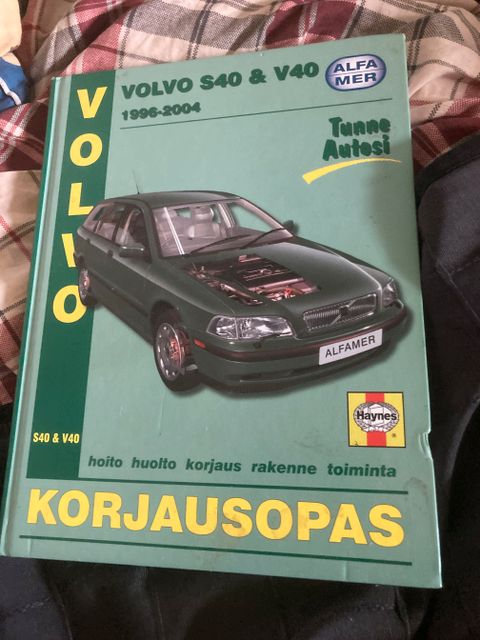 VOLVO
VOLVO S40 & V40
1996-2004
ALFA
MER
Tunne
Autosi
ALFAMER
Haynes
S40 & V40
hoito huolto korjaus rakenne toiminta
KORJAUSOPAS